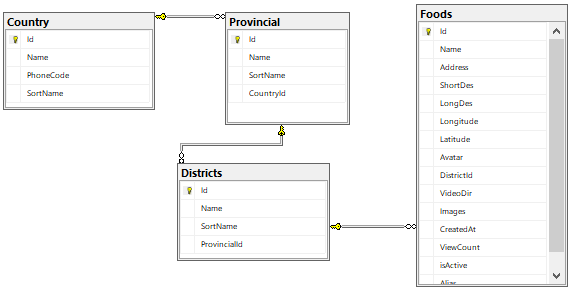 Country
Id
Name
PhoneCode
SortName
Provincial
Id
Name
SortName
CountryId
Districts
Id
Name
SortName
ProvincialId
Foods
Id
Name
Address
ShortDes
LongDes
Longitude
Latitude
Avatar
DistrictId
VideoDir
Images
CreatedAt
ViewCount
isActive
Alias